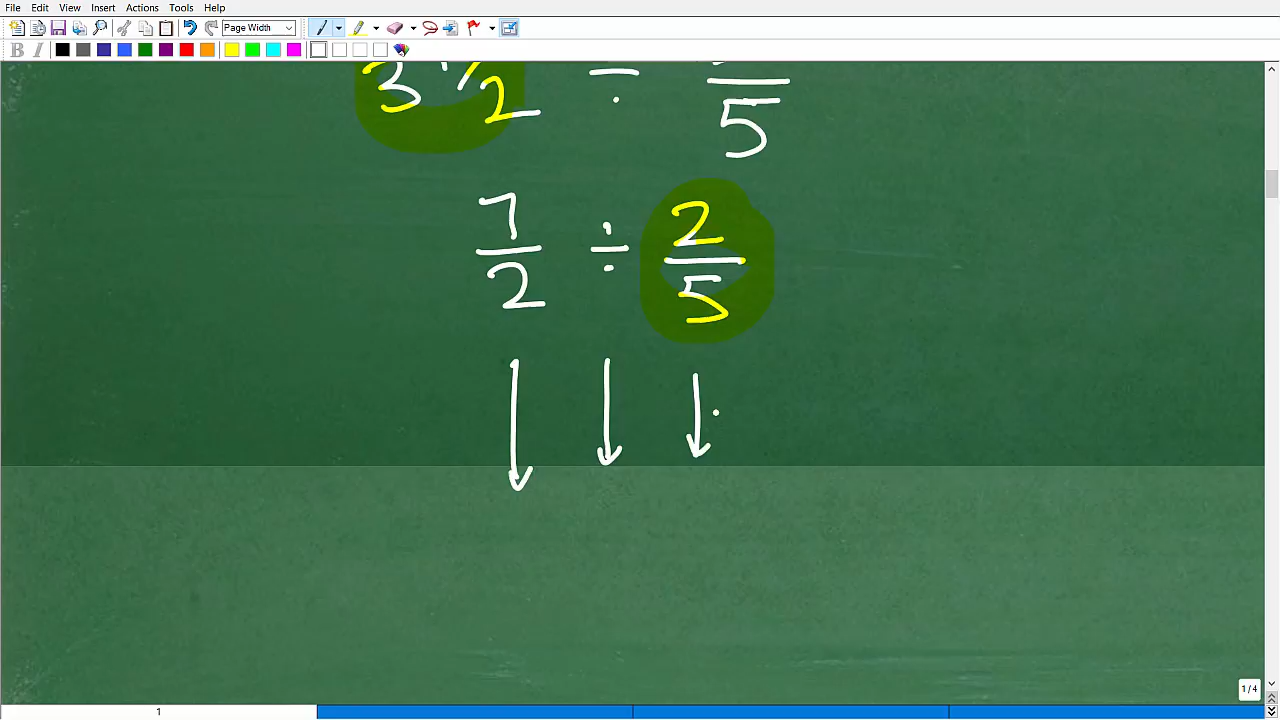 File Edit View Insert Actions Tools Help
Page Width
B I
3 1/2 ÷ /5
7/2 ÷ 2/5
1 / 4
1